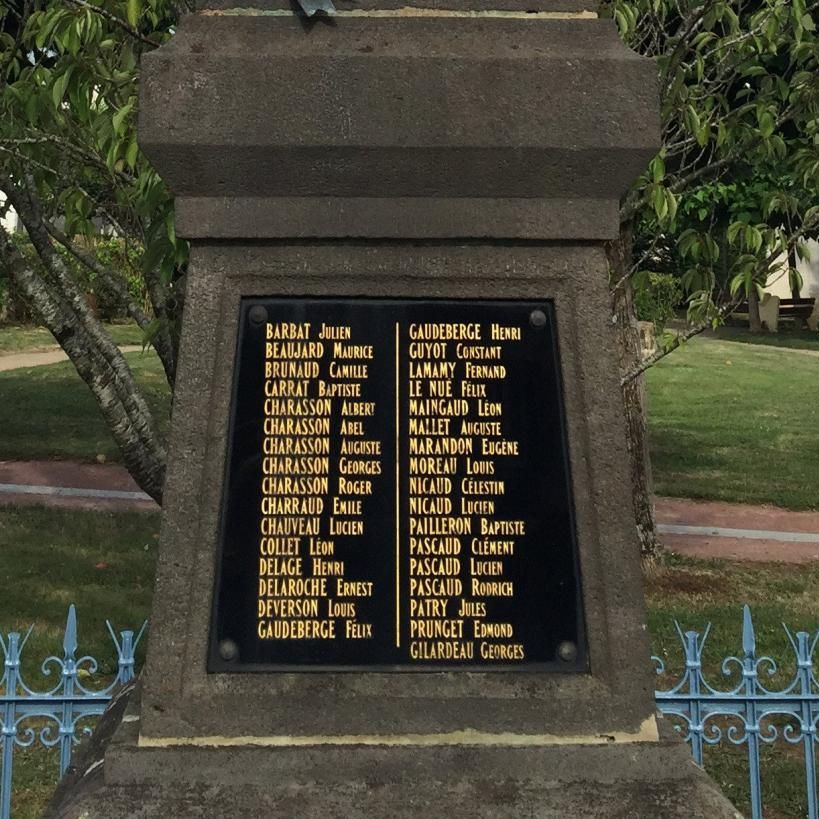 BARBAT JULIEN
BEAUJARD MAURICE
BRUNAUD CAMILLE
CARRAT BAPTISTE
CHARASSON ALBERT
CHARASSON ABEL
CHARASSON AUGUSTE
CHARASSON GEORGES
CHARASSON ROGER
CHARRAUD EMILE
CHAUVEAU LUCIEN
COLLET LÉON
DELAGE HENRI
DELAROCHE ERNEST
DEVERSON LOUIS
GAUDEBERGE FÉLIX
GAUDEBERGE HENRI
GUYOT CONSTANT
LAMAMY FERNAND
LE NUÉ FÉLIX
MAINGAUD LÉON
MALLET AUGUSTE
MARANDON EUGÈNE
MOREAU LOUIS
NICAUD CÉLESTIN
NICAUD LUCIEN
PAILLERON BAPTISTE
PASCAUD CLÉMENT
PASCAUD LUCIEN
PASCAUD RODRICH
PATRY JULES
PRUNGET EDMOND
GILARDEAU GEORGES